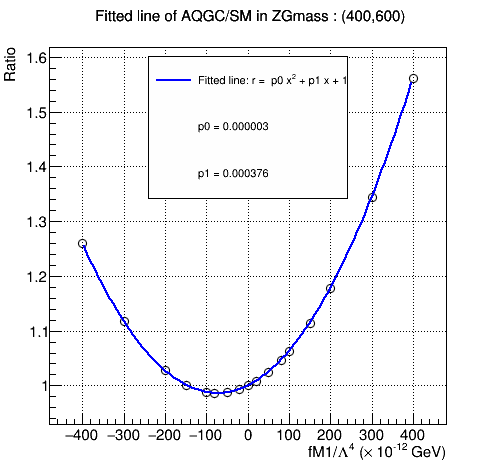 Fitted line of AQGC/SM in ZGmass : (400,600)
Ratio
1.6
1.5
1.4
1.3
1.2
1.1
1
Fitted line: r = p0 x² + p1 x + 1
p0 = 0.000003
p1 = 0.000376
−400 −300 −200 −100 0 100 200 300 400
fM1/Λ⁴ (× 10⁻¹² GeV)